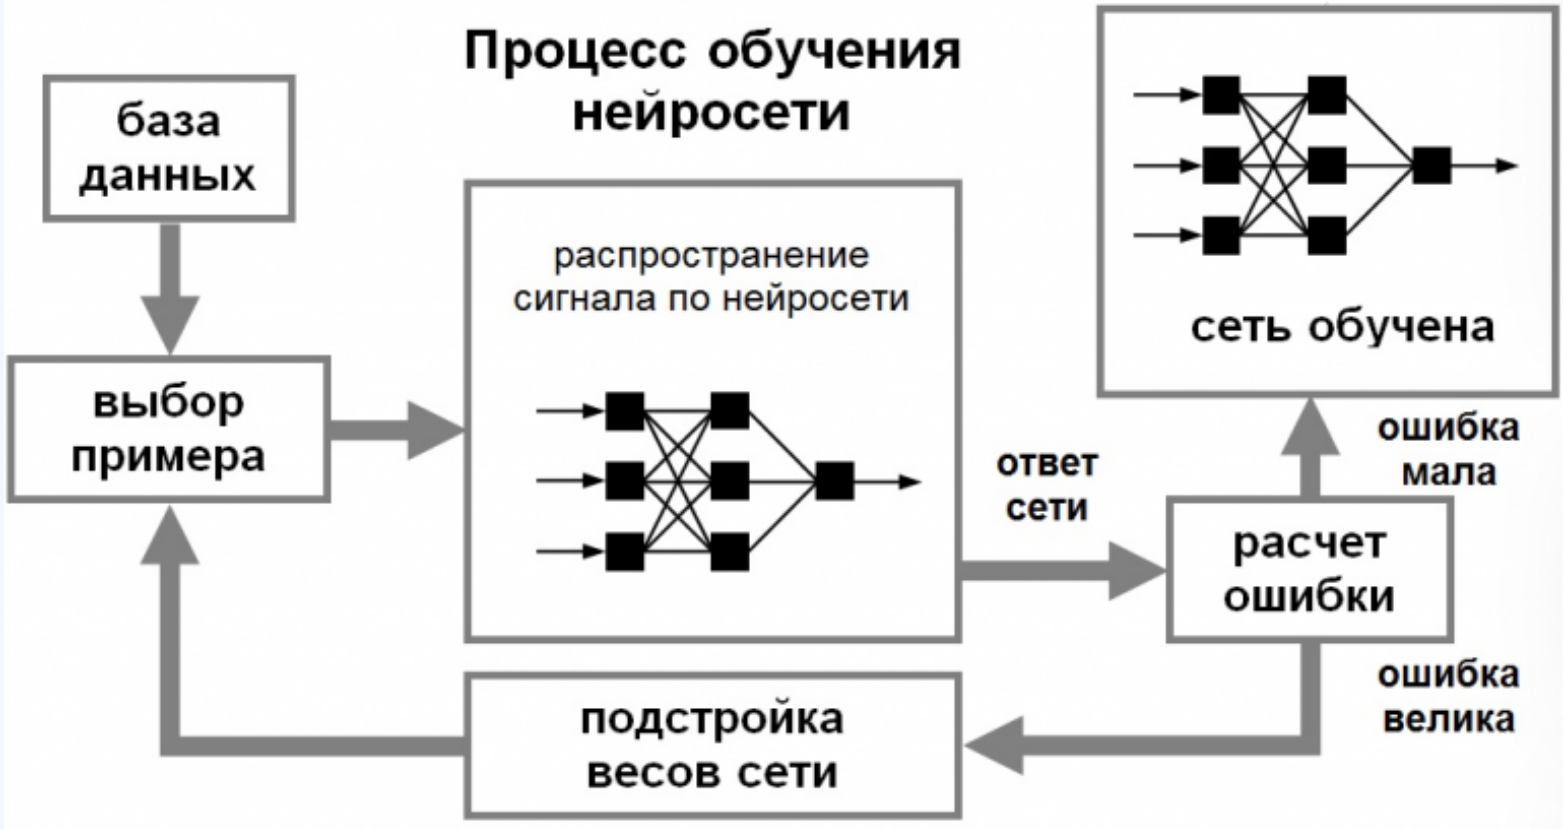 Процесс обучения
нейросети
база
данных
выбор
примера
распространение
сигнала по нейросети
ответ
сети
расчет
ошибки
ошибка
мала
сеть обучена
ошибка
велика
подстройка
весов сети